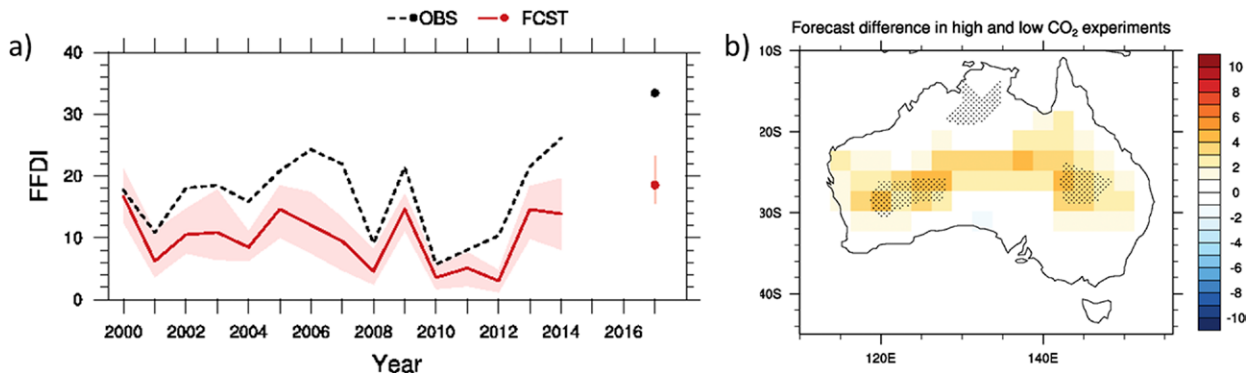 a)
OBS
FCST
40
30
20
10
0
FFDI
2000
2002
2004
2006
2008
2010
2012
2014
2016
Year
b)
Forecast difference in high and low CO₂ experiments
10S
20S
30S
40S
120E
140E
10
8
6
4
2
0
-2
-4
-6
-8
-10